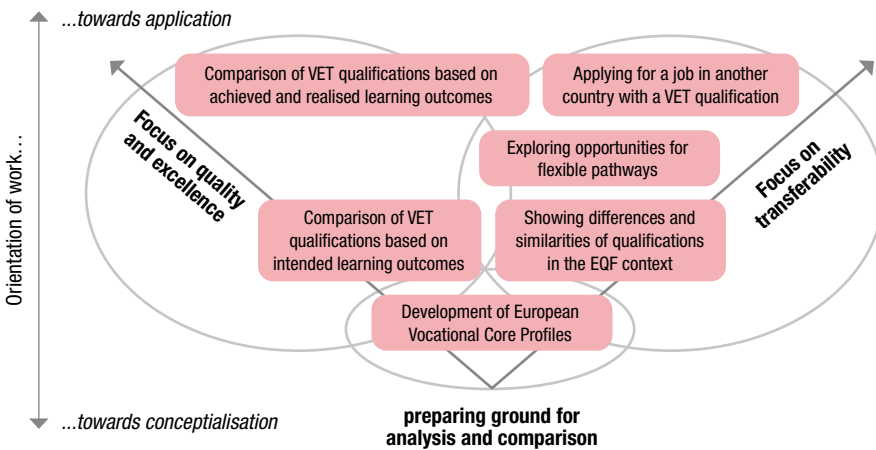 ...towards application
Comparison of VET qualifications based on
achieved and realised learning outcomes
Applying for a job in another
country with a VET qualification
Focus on quality
and excellence
Exploring opportunities for
flexible pathways
Focus on
transferability
Orientation of work...
Comparison of VET
qualifications based on
intended learning outcomes
Showing differences and
similarities of qualifications
in the EQF context
Development of European
Vocational Core Profiles
...towards conceptialisation
preparing ground for
analysis and comparison